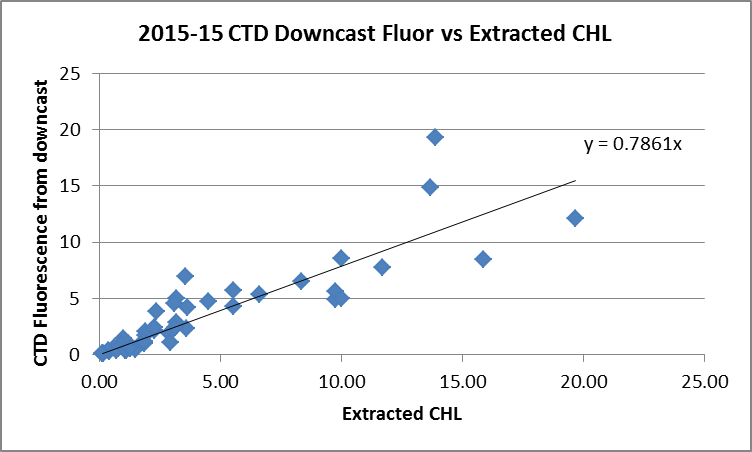 2015-15 CTD Downcast Fluor vs Extracted CHL
CTD Fluorescence from downcast
25
20
15
10
5
0
y = 0.7861x
0.00 5.00 10.00 15.00 20.00 25.00
Extracted CHL